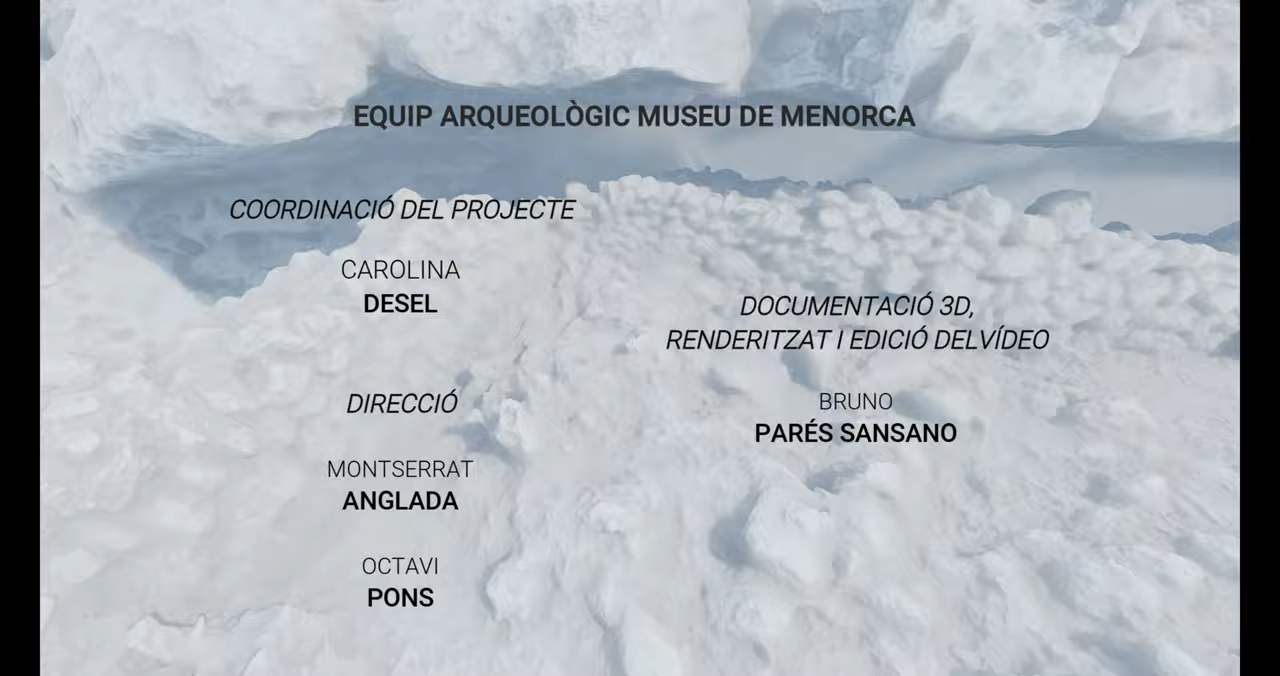 EQUIP ARQUEOLÒGIC MUSEU DE MENORCA
COORDINACIÓ DEL PROJECTE
CAROLINA
DESEL
DIRECCIÓ
MONTSERRAT
ANGLADA
OCTAVI
PONS
DOCUMENTACIÓ 3D,
RENDERITZAT I EDICIÓ DELVÍDEO
BRUNO
PARÉS SANSANO